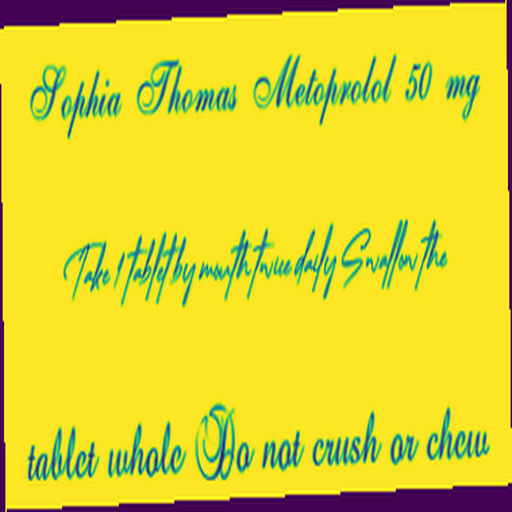 Sophia Thomas Metoprolol 50 mg
Take 1 tablet by mouth twice daily Swallow the
tablet whole Do not crush or chew